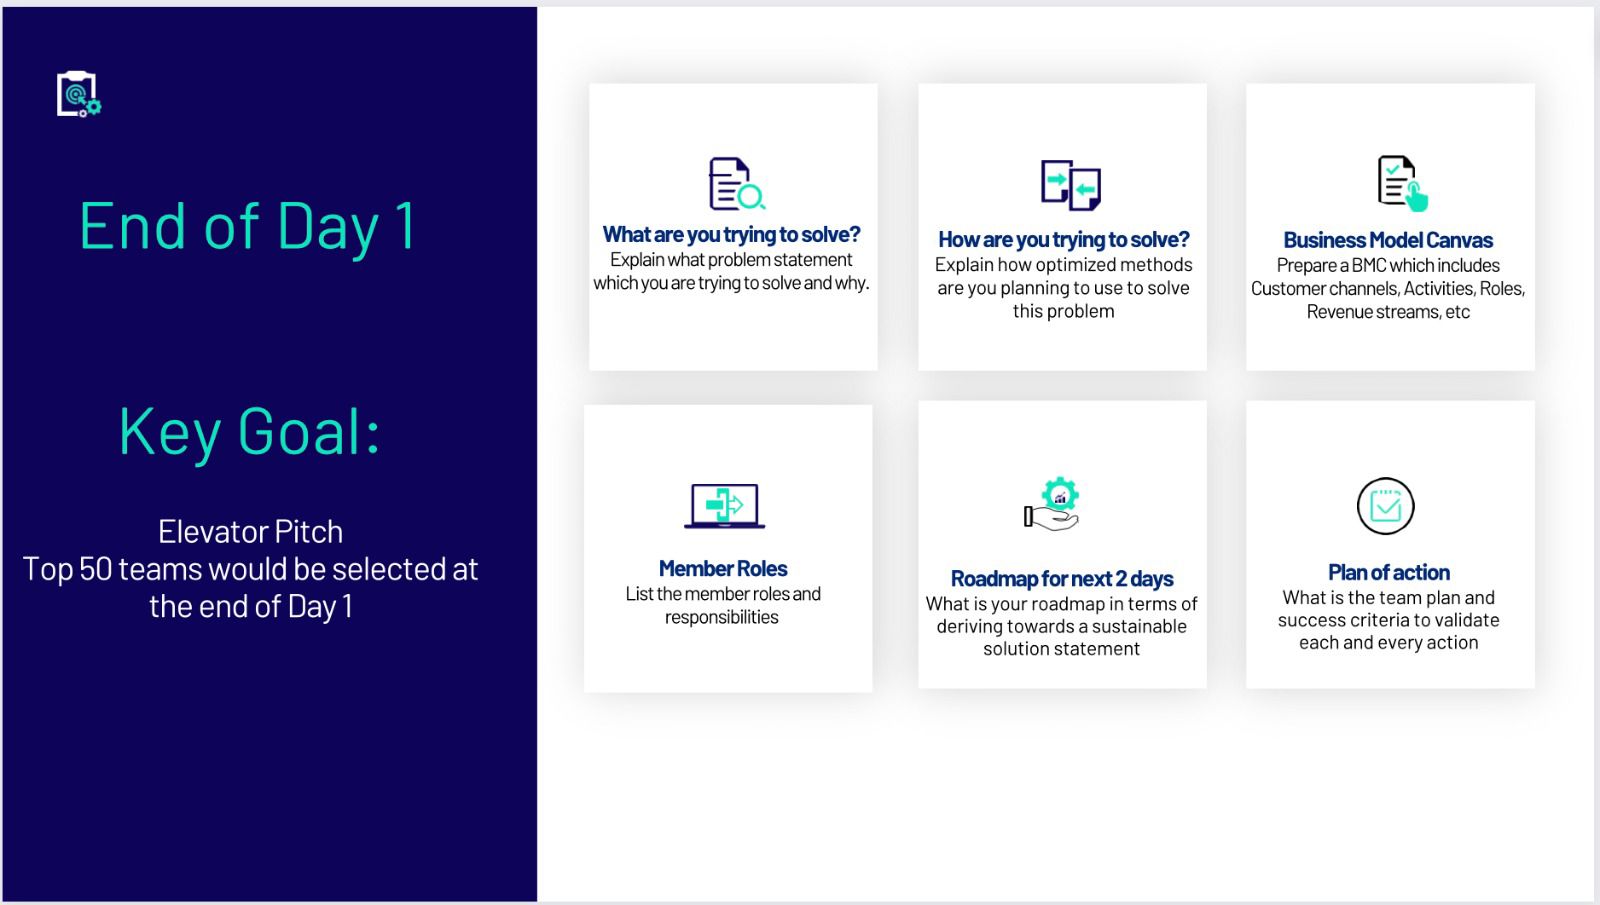 End of Day 1
Key Goal:
Elevator Pitch
Top 50 teams would be selected at
the end of Day 1
What are you trying to solve?
Explain what problem statement
which you are trying to solve and why.
How are you trying to solve?
Explain how optimized methods
are you planning to use to solve
this problem
Business Model Canvas
Prepare a BMC which includes
Customer channels, Activities, Roles,
Revenue streams, etc
Member Roles
List the member roles and
responsibilities
Roadmap for next 2 days
What is your roadmap in terms of
deriving towards a sustainable
solution statement
Plan of action
What is the team plan and
success criteria to validate
each and every action